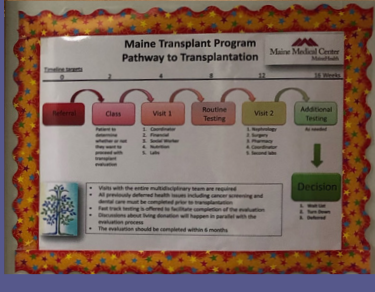 Maine Transplant Program
Pathway to Transplantation
Maine Medical Center
MaineHealth
Timeline targets
0 2 4 8 12 16 Weeks
Referral
Class
Visit 1
Routine
Testing
Visit 2
Additional
Testing
Patient to
determine
whether or not
they want to
proceed with
transplant
evaluation
1. Coordinator
2. Financial
3. Social Worker
4. Nutrition
5. Labs
1. Nephrology
2. Surgery
3. Pharmacy
4. Coordinator
5. Second labs
As needed
Decision
1. Wait List
2. Turn Down
3. Deferred
• Visits with the entire multidisciplinary team are required
• All previously deferred health issues including cancer screening and
dental care must be completed prior to transplantation
• Fast track testing is offered to facilitate completion of the evaluation
• Discussions about living donation will happen in parallel with the
evaluation process
• The evaluation should be completed within 6 months